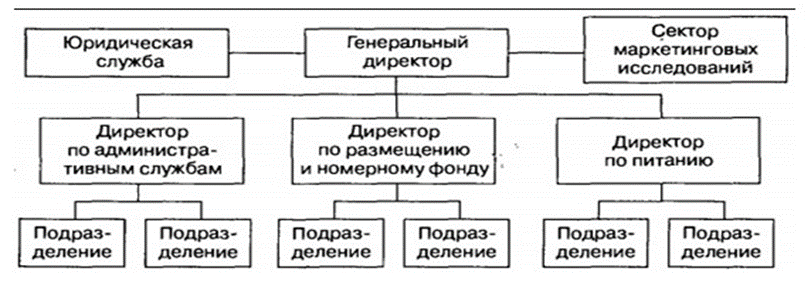 Юридическая
служба
Генеральный
директор
Сектор
маркетинговых
исследований
Директор
по администра-
тивным службам
Директор
по размещению
и номерному фонду
Директор
по питанию
Подраз-
деление
Подраз-
деление
Подраз-
деление
Подраз-
деление
Подраз-
деление
Подраз-
деление